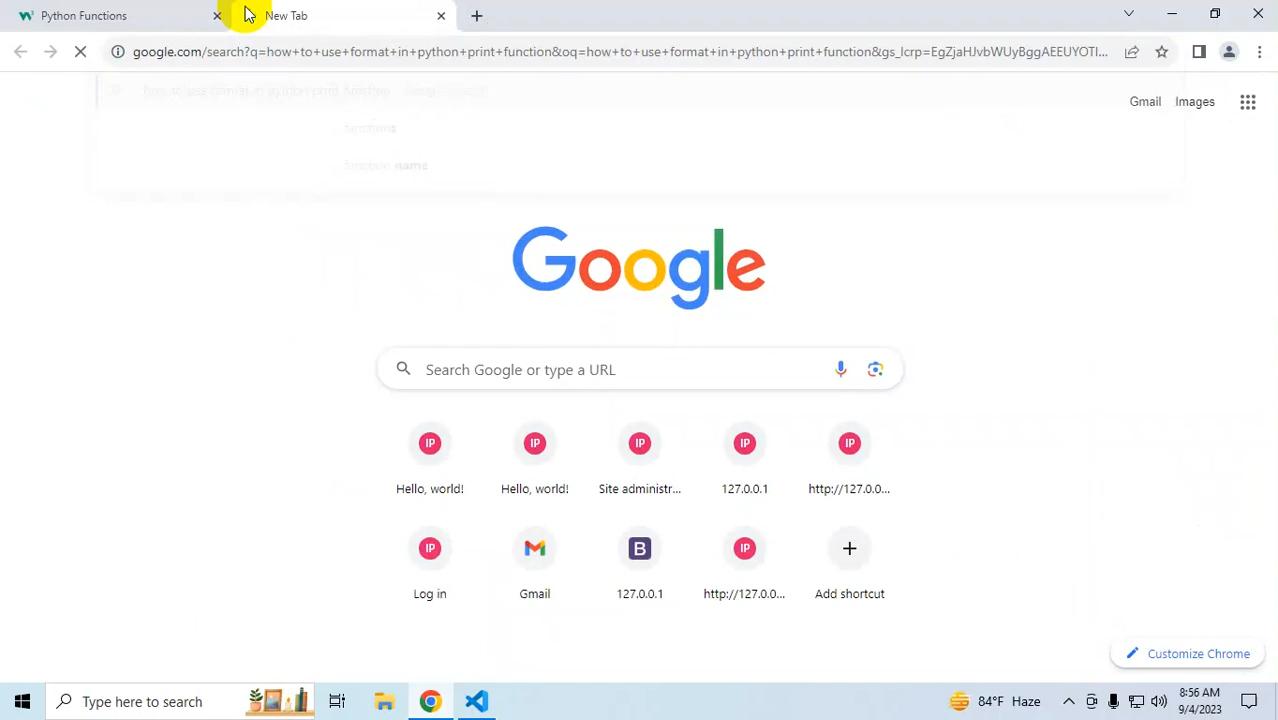 Python Functions
New Tab
google.com/search?q=how+to+use+format+in+python+print+function&oq=how+to+use+format+in+python+print+function&gs_lcrp=EgZjaHJvbWUyBggAEEUYOTI...
Gmail Images
functions
function name
Google
Search Google or type a URL
IP IP IP IP IP
Hello, world! Hello, world! Site administr... 127.0.0.1 http://127.0.0...
IP B IP
Log in Gmail 127.0.0.1 http://127.0.0... Add shortcut
Customize Chrome
Type here to search
84°F Haze
8:56 AM
9/4/2023